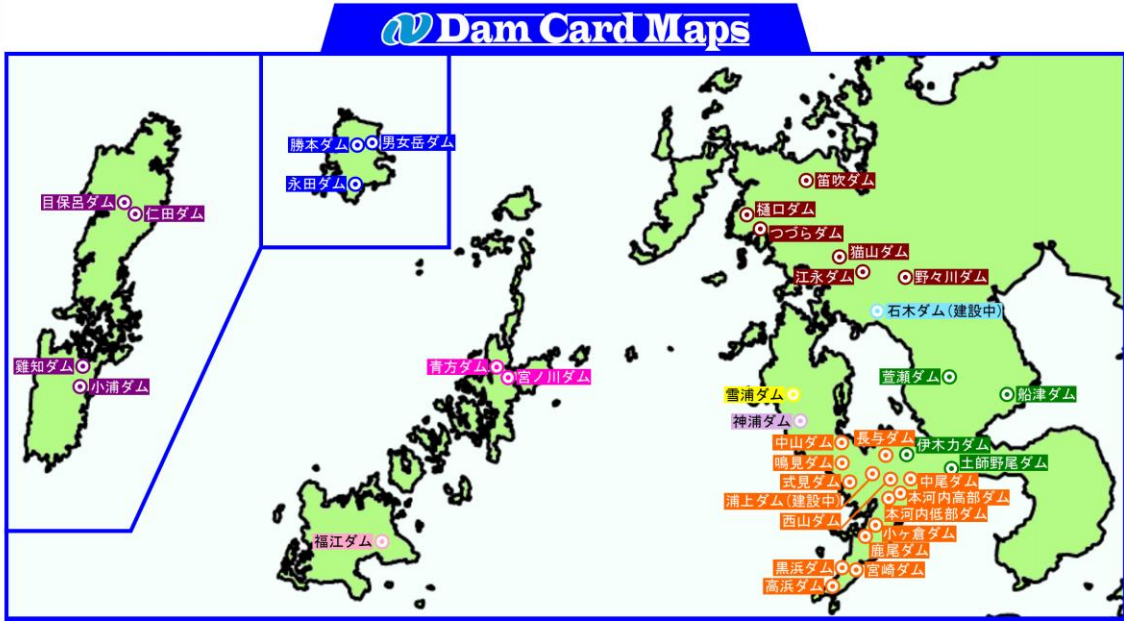 Dam Card Maps
勝本ダム
男女岳ダム
永田ダム
目保呂ダム
仁田ダム
雞知ダム
小浦ダム
笛吹ダム
樋口ダム
つづらダム
猫山ダム
江永ダム
野々川ダム
石木ダム(建設中)
青方ダム
宮ノ川ダム
萱瀬ダム
船津ダム
雪浦ダム
神浦ダム
中山ダム
長与ダム
伊木力ダム
鳴見ダム
土師野尾ダム
式見ダム
中尾ダム
浦上ダム(建設中)
本河内高部ダム
西山ダム
本河内低部ダム
小ヶ倉ダム
鹿尾ダム
福江ダム
黒浜ダム
宮崎ダム
高浜ダム